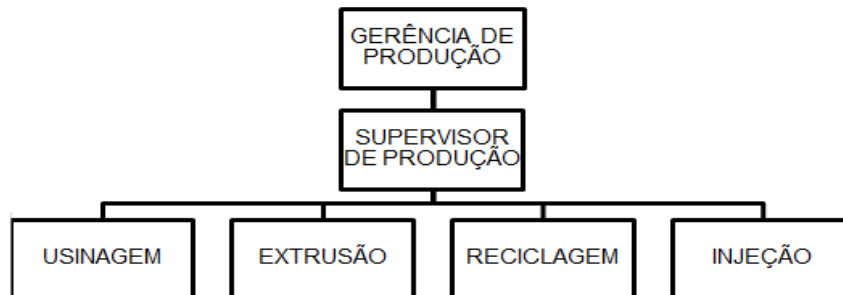 GERÊNCIA DE
PRODUÇÃO
SUPERVISOR
DE PRODUÇÃO
USINAGEM
EXTRUSÃO
RECICLAGEM
INJEÇÃO